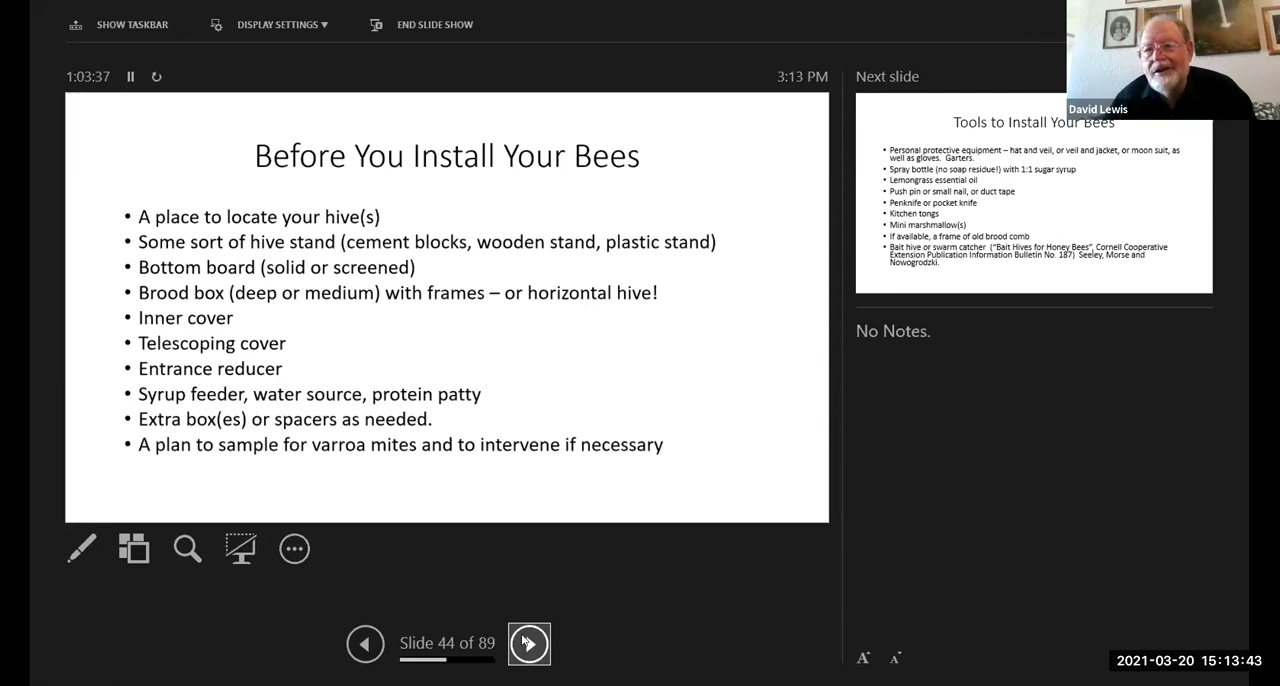 SHOW TASKBAR DISPLAY SETTINGS ▼ END SLIDE SHOW
1:03:37 3:13 PM
Before You Install Your Bees
• A place to locate your hive(s)
• Some sort of hive stand (cement blocks, wooden stand, plastic stand)
• Bottom board (solid or screened)
• Brood box (deep or medium) with frames – or horizontal hive!
• Inner cover
• Telescoping cover
• Entrance reducer
• Syrup feeder, water source, protein patty
• Extra box(es) or spacers as needed.
• A plan to sample for varroa mites and to intervene if necessary
Slide 44 of 89
Next slide
David Lewis
Tools to Install Your Bees
• Personal protective equipment – hat and veil, or veil and jacket, or moon suit, as
well as gloves. Garters.
• Spray bottle (no soap residue!) with 1:1 sugar syrup
• Lemongrass essential oil
• Push pin or small nail, or duct tape
• Penknife or pocket knife
• Kitchen tongs
• Mini marshmallow(s)
• If available, a frame of old brood comb
• Bait hive or swarm catcher ("Bait Hives for Honey Bees", Cornell Cooperative
Extension Publication Information Bulletin No. 187) Seeley, Morse and
Nowogrodzki.
No Notes.
A A
2021-03-20 15:13:43